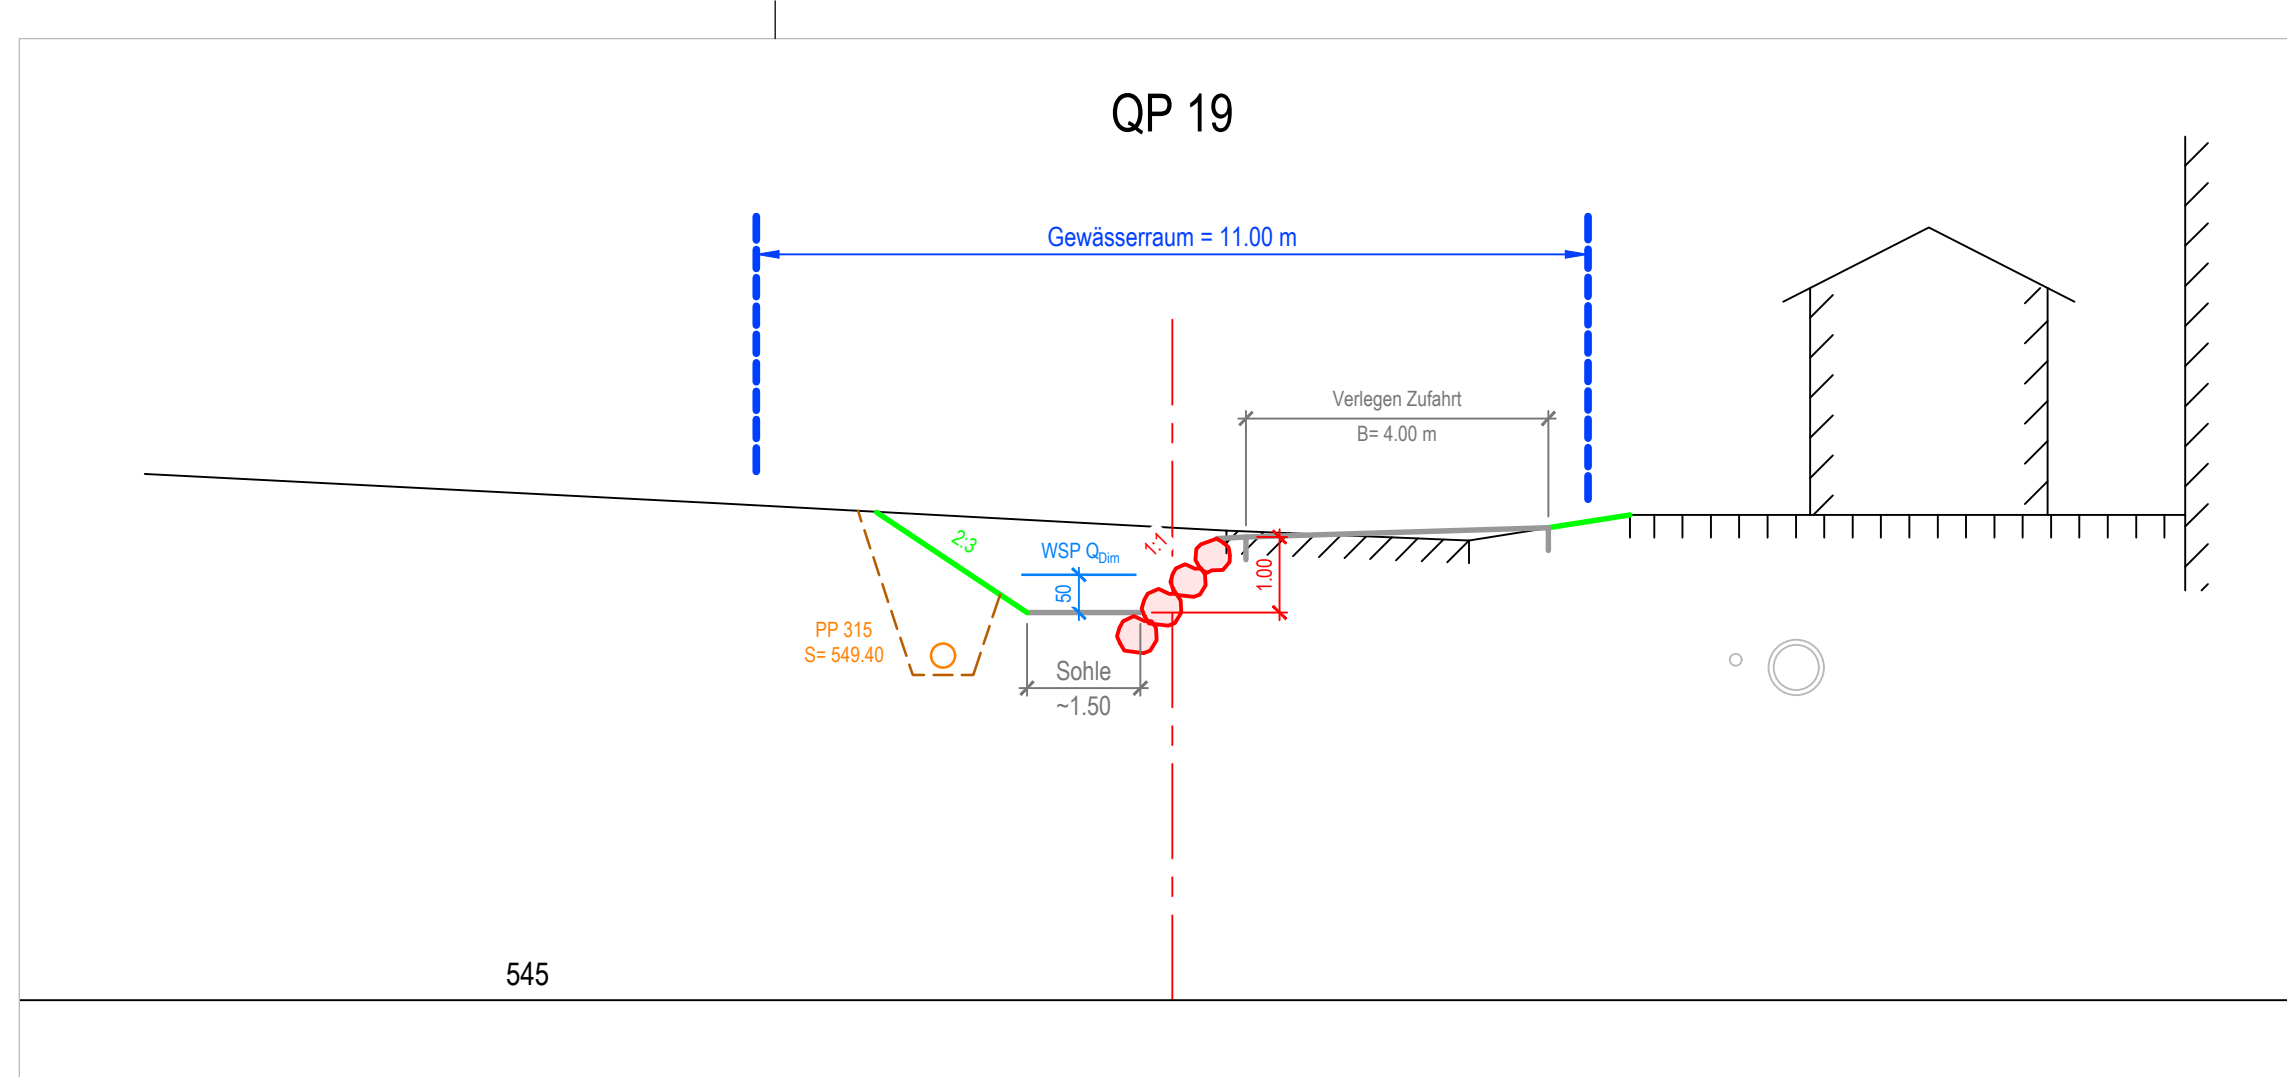 QP 19
Gewässerraum = 11.00 m
Verlegen Zufahrt
B= 4.00 m
2:3
WSP QDim
1:1
50
1.00
PP 315
S= 549.40
Sohle
~1.50
545